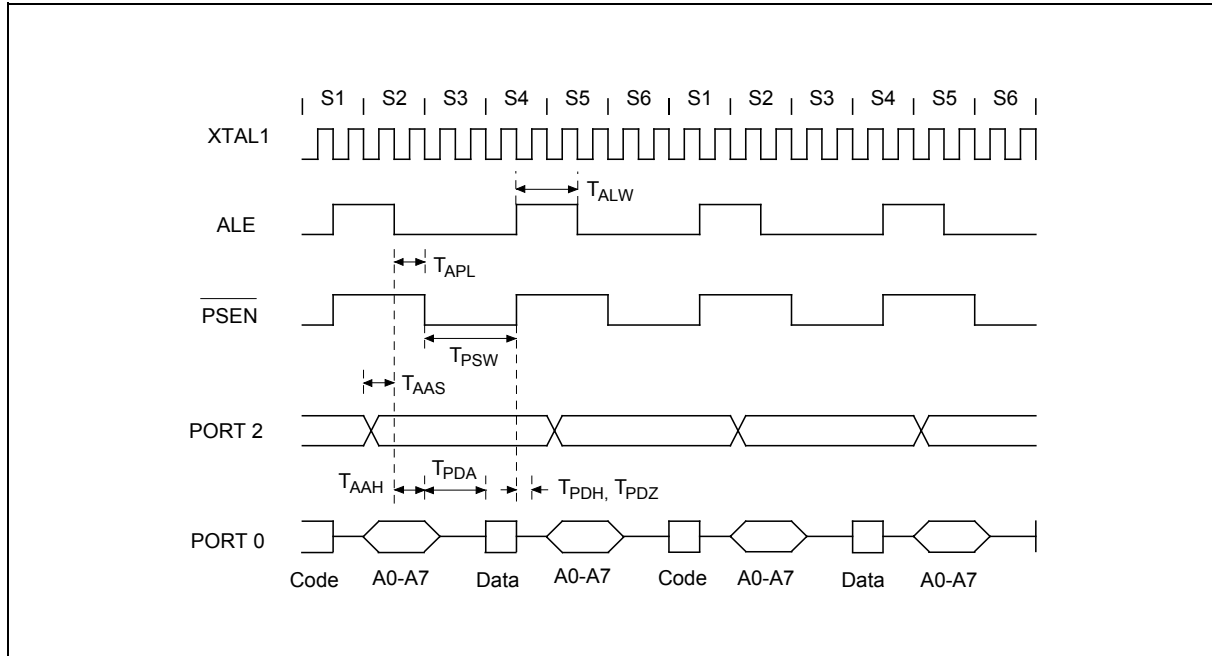 S1 S2 S3 S4 S5 S6 S1 S2 S3 S4 S5 S6
XTAL1
TALW
ALE
TAPL
PSEN
TPSW
TAAS
PORT 2
TAAH TPDA TPDH, TPDZ
PORT 0
Code A0-A7 Data A0-A7 Code A0-A7 Data A0-A7